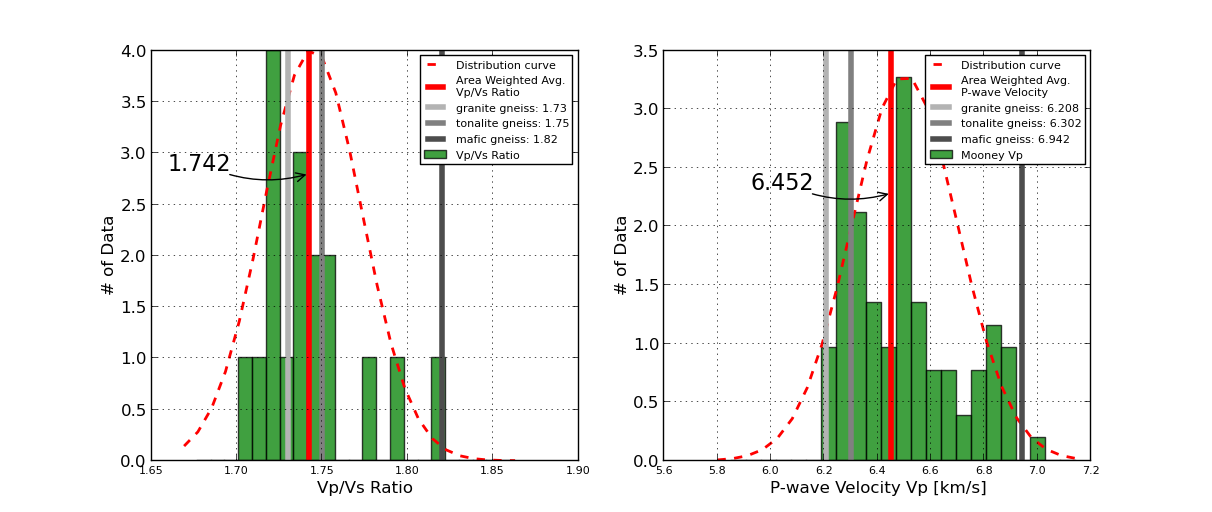 4.0
3.5
3.0
2.5
2.0
1.5
1.0
0.5
0.0
# of Data
1.742
Distribution curve
Area Weighted Avg.
Vp/Vs Ratio
granite gneiss: 1.73
tonalite gneiss: 1.75
mafic gneiss: 1.82
Vp/Vs Ratio
1.65 1.70 1.75 1.80 1.85 1.90
Vp/Vs Ratio
3.5
3.0
2.5
2.0
1.5
1.0
0.5
0.0
# of Data
6.452
Distribution curve
Area Weighted Avg.
P-wave Velocity
granite gneiss: 6.208
tonalite gneiss: 6.302
mafic gneiss: 6.942
Mooney Vp
5.6 5.8 6.0 6.2 6.4 6.6 6.8 7.0 7.2
P-wave Velocity Vp [km/s]